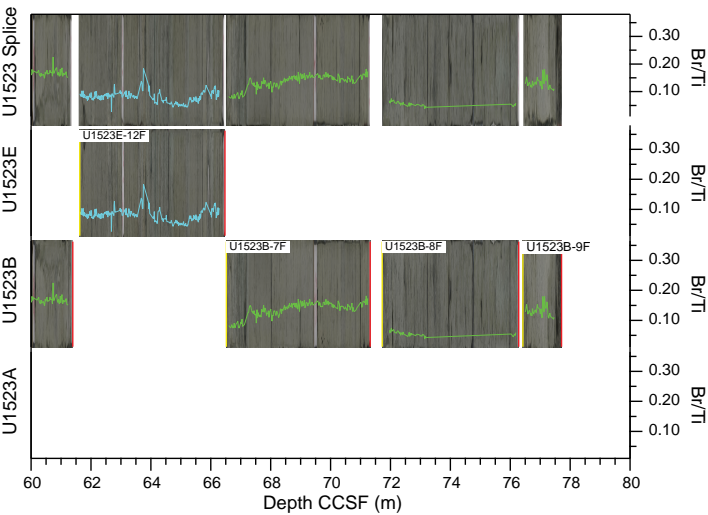 U1523 Splice
0.30
0.20
0.10
Br/Ti
U1523E
U1523E-12F
0.30
0.20
0.10
Br/Ti
U1523B
U1523B-7F
U1523B-8F
U1523B-9F
0.30
0.20
0.10
Br/Ti
U1523A
0.30
0.20
0.10
Br/Ti
60 62 64 66 68 70 72 74 76 78 80
Depth CCSF (m)